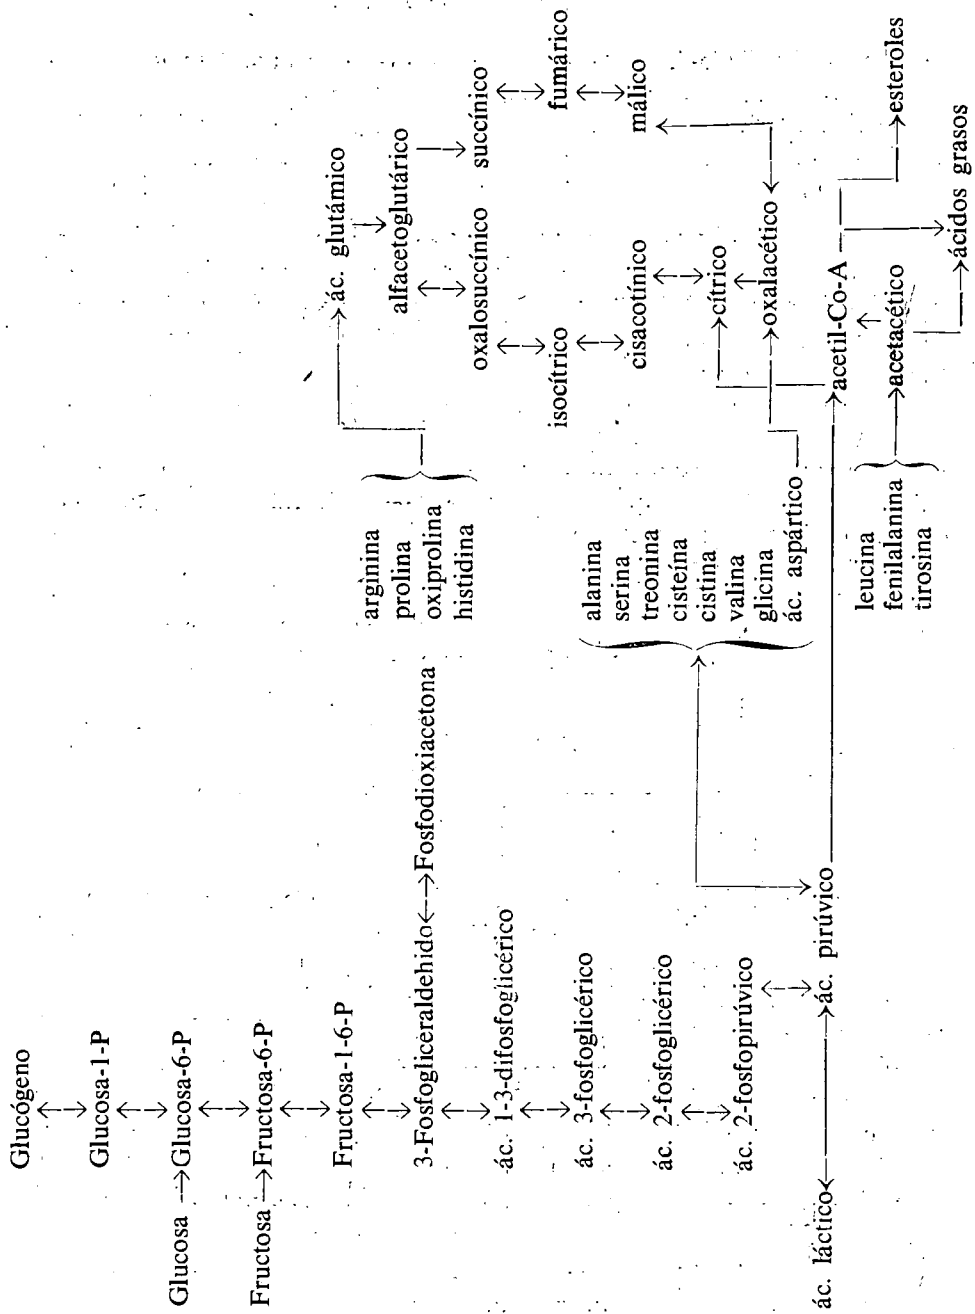 Glucógeno
Glucosa-1-P
Glucosa → Glucosa-6-P
Fructosa → Fructosa-6-P
Fructosa-1-6-P
3-Fosfogliceraldehido ↔ Fosfodioxiacetona
ác. 1-3-difosfoglicérico
ác. 3-fosfoglicérico
ác. 2-fosfoglicérico
ác. 2-fosfopirúvico
ác. láctico ↔ ác. pirúvico
arginina
prolina
oxiprolina
histidina
alanina
serina
treonina
cisteína
cistina
valina
glicina
ác. aspártico
leucina
fenilalanina
tirosina
ác. glutámico
alfacetoglutárico
oxalosuccínico
succínico
isocítrico
fumárico
cisacotínico
málico
cítrico
oxalacético
acetil-Co-A
acetacético
esteroles
ácidos grasos